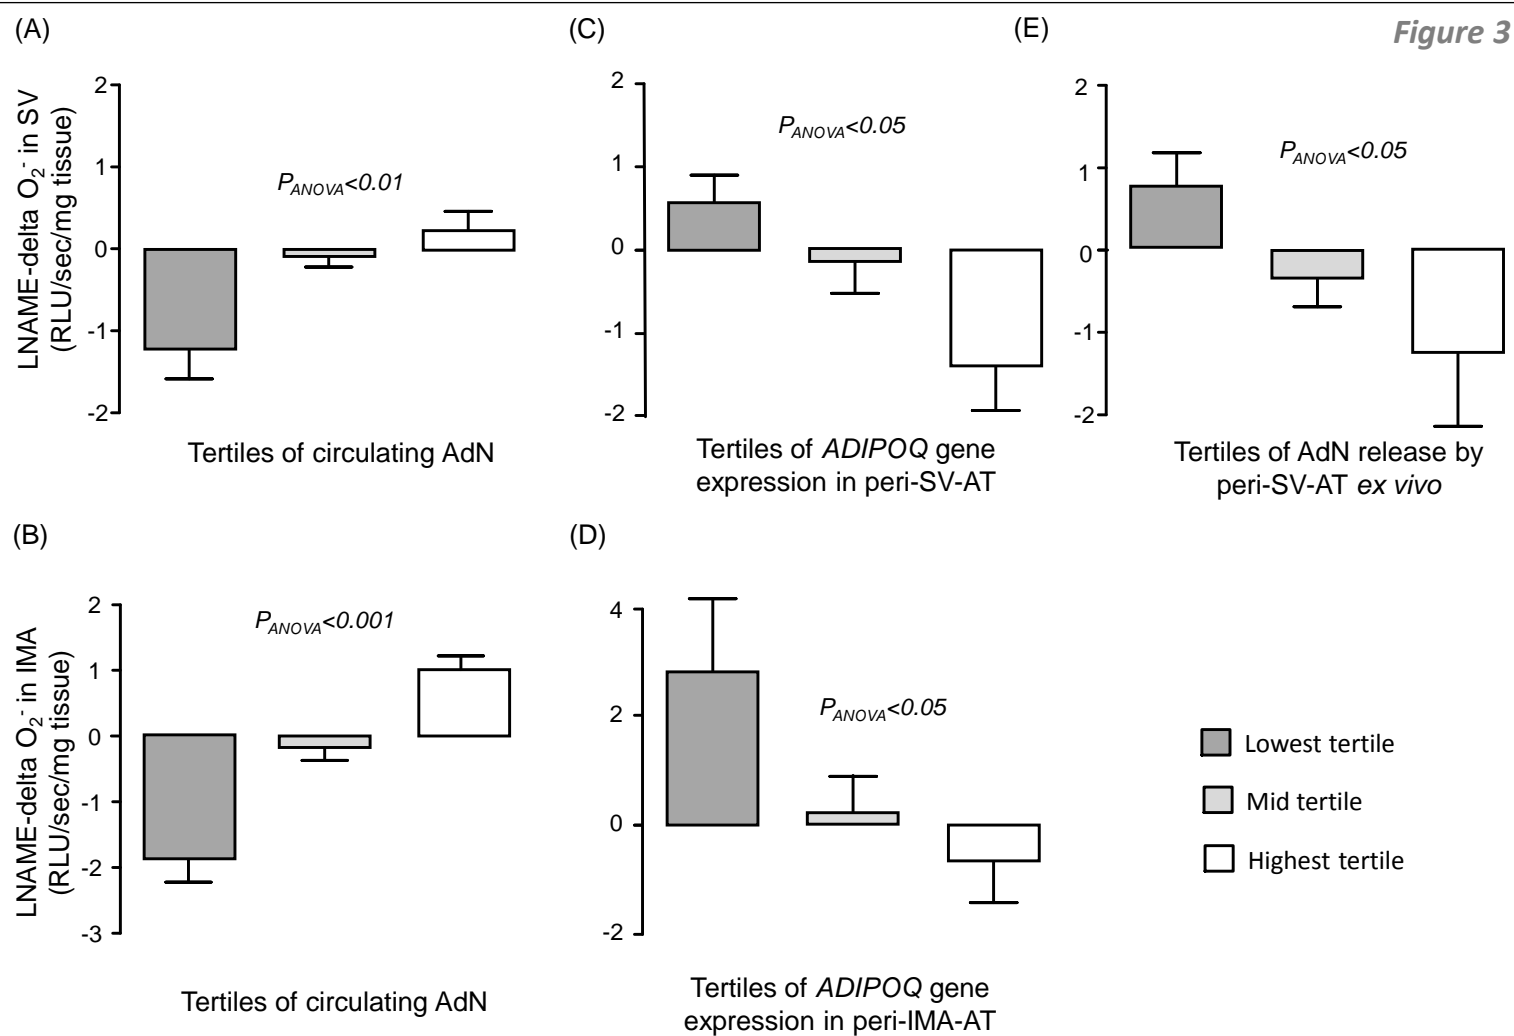 Figure 3
(A)
LNAME-delta O2- in SV
(RLU/sec/mg tissue)
2
1
0
-1
-2
PANOVA<0.01
Tertiles of circulating AdN
(C)
2
1
0
-1
-2
PANOVA<0.05
Tertiles of ADIPOQ gene
expression in peri-SV-AT
(E)
2
1
0
-1
-2
PANOVA<0.05
Tertiles of AdN release by
peri-SV-AT ex vivo
(B)
LNAME-delta O2- in IMA
(RLU/sec/mg tissue)
2
1
0
-1
-2
-3
PANOVA<0.001
Tertiles of circulating AdN
(D)
4
2
0
-2
PANOVA<0.05
Tertiles of ADIPOQ gene
expression in peri-IMA-AT
Lowest tertile
Mid tertile
Highest tertile